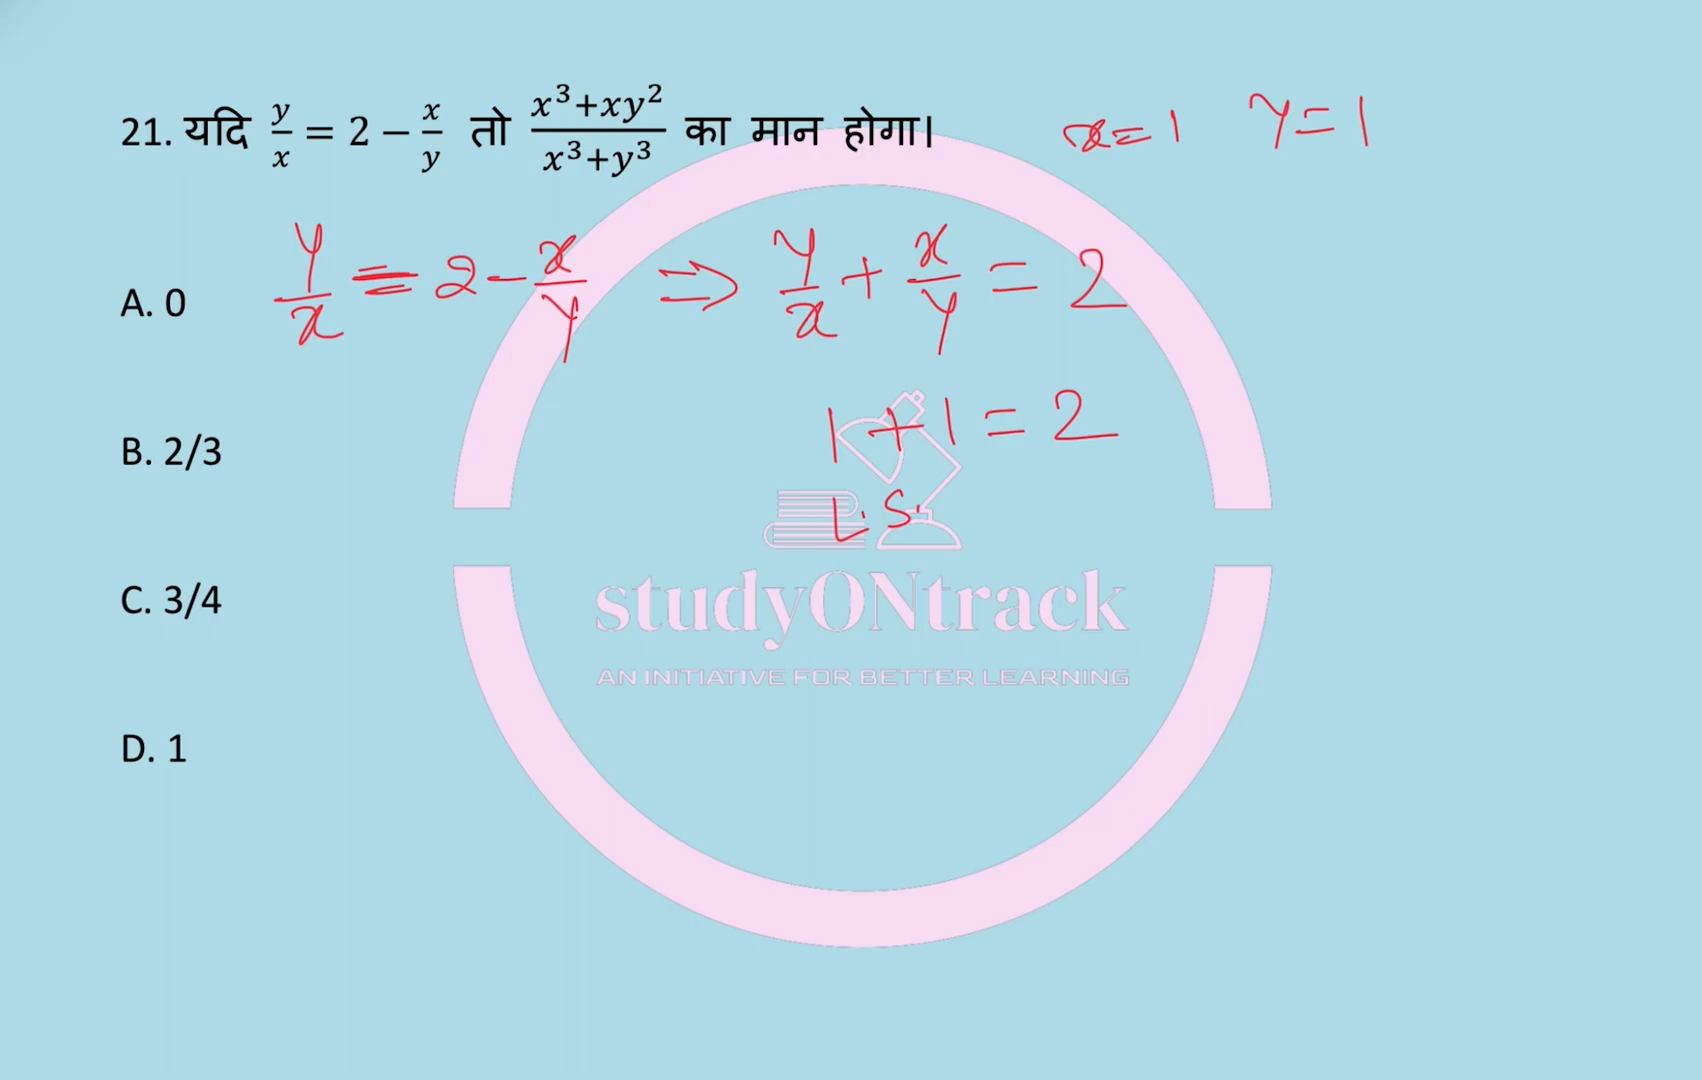 21. यदि y/x = 2 − x/y तो (x³+xy²)/(x³+y³) का मान होगा। x=1 y=1
y/x = 2 - x/y ⇒ y/x + x/y = 2
A. 0
1 + 1 = 2
B. 2/3
L.S.
C. 3/4
studyONtrack
AN INITIATIVE FOR BETTER LEARNING
D. 1